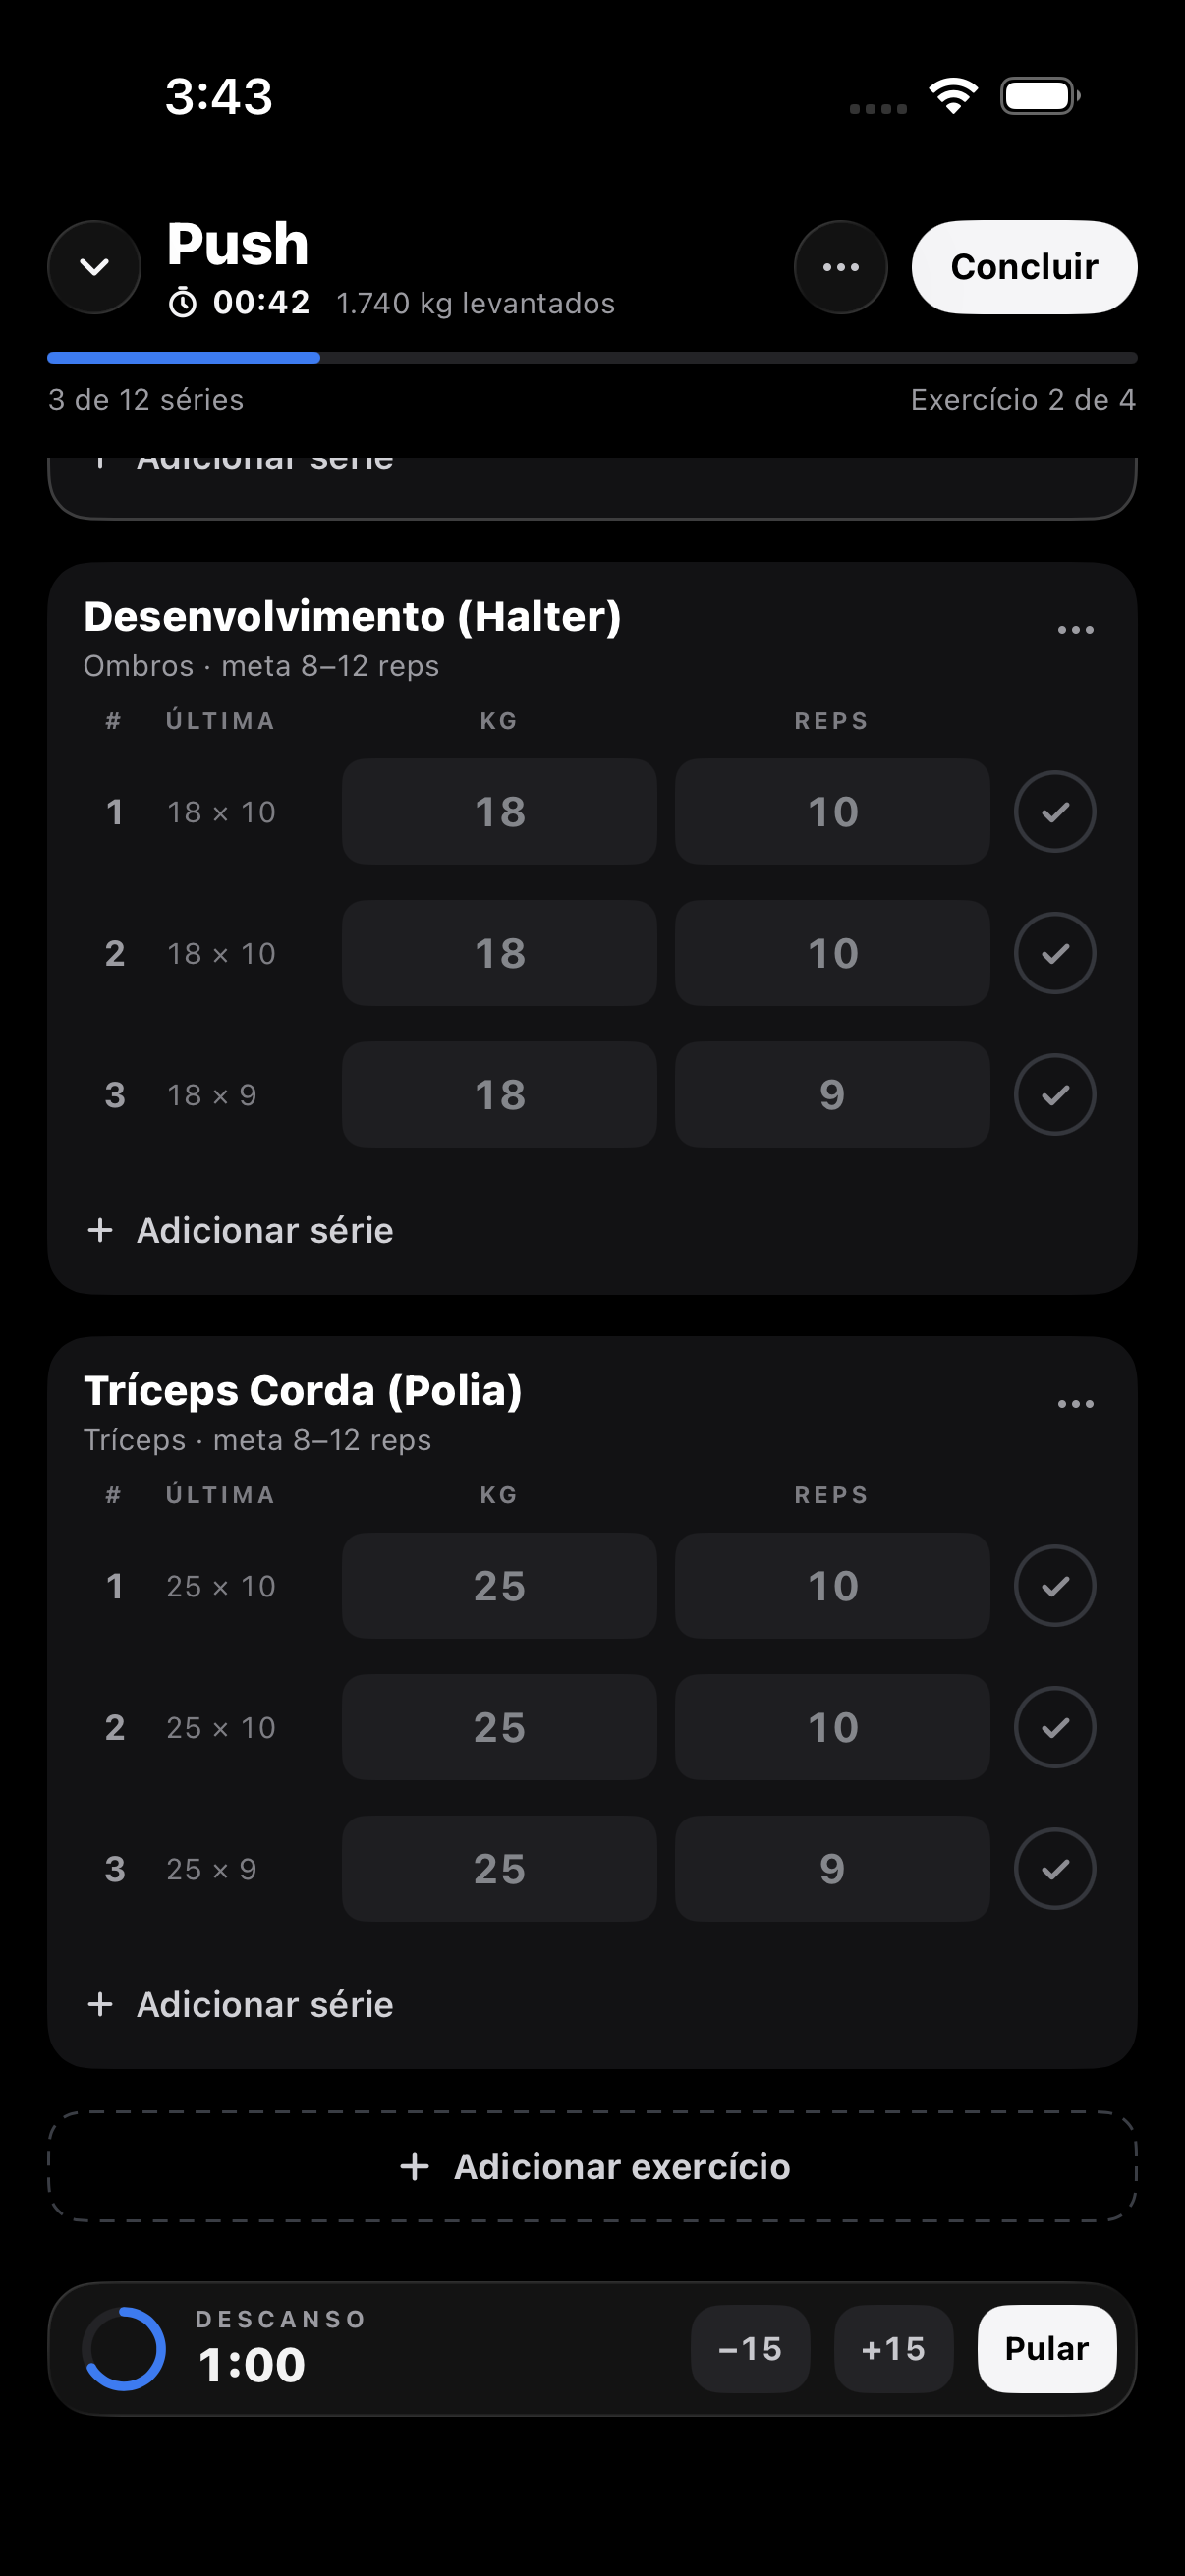 3:43
Push
Concluir
00:42 1.740 kg levantados
3 de 12 séries Exercício 2 de 4
+ Adicionar série
Desenvolvimento (Halter)
Ombros · meta 8–12 reps
# ÚLTIMA KG REPS
1 18 × 10 18 10
2 18 × 10 18 10
3 18 × 9 18 9
+ Adicionar série
Tríceps Corda (Polia)
Tríceps · meta 8–12 reps
# ÚLTIMA KG REPS
1 25 × 10 25 10
2 25 × 10 25 10
3 25 × 9 25 9
+ Adicionar série
+ Adicionar exercício
DESCANSO
1:00 −15 +15 Pular